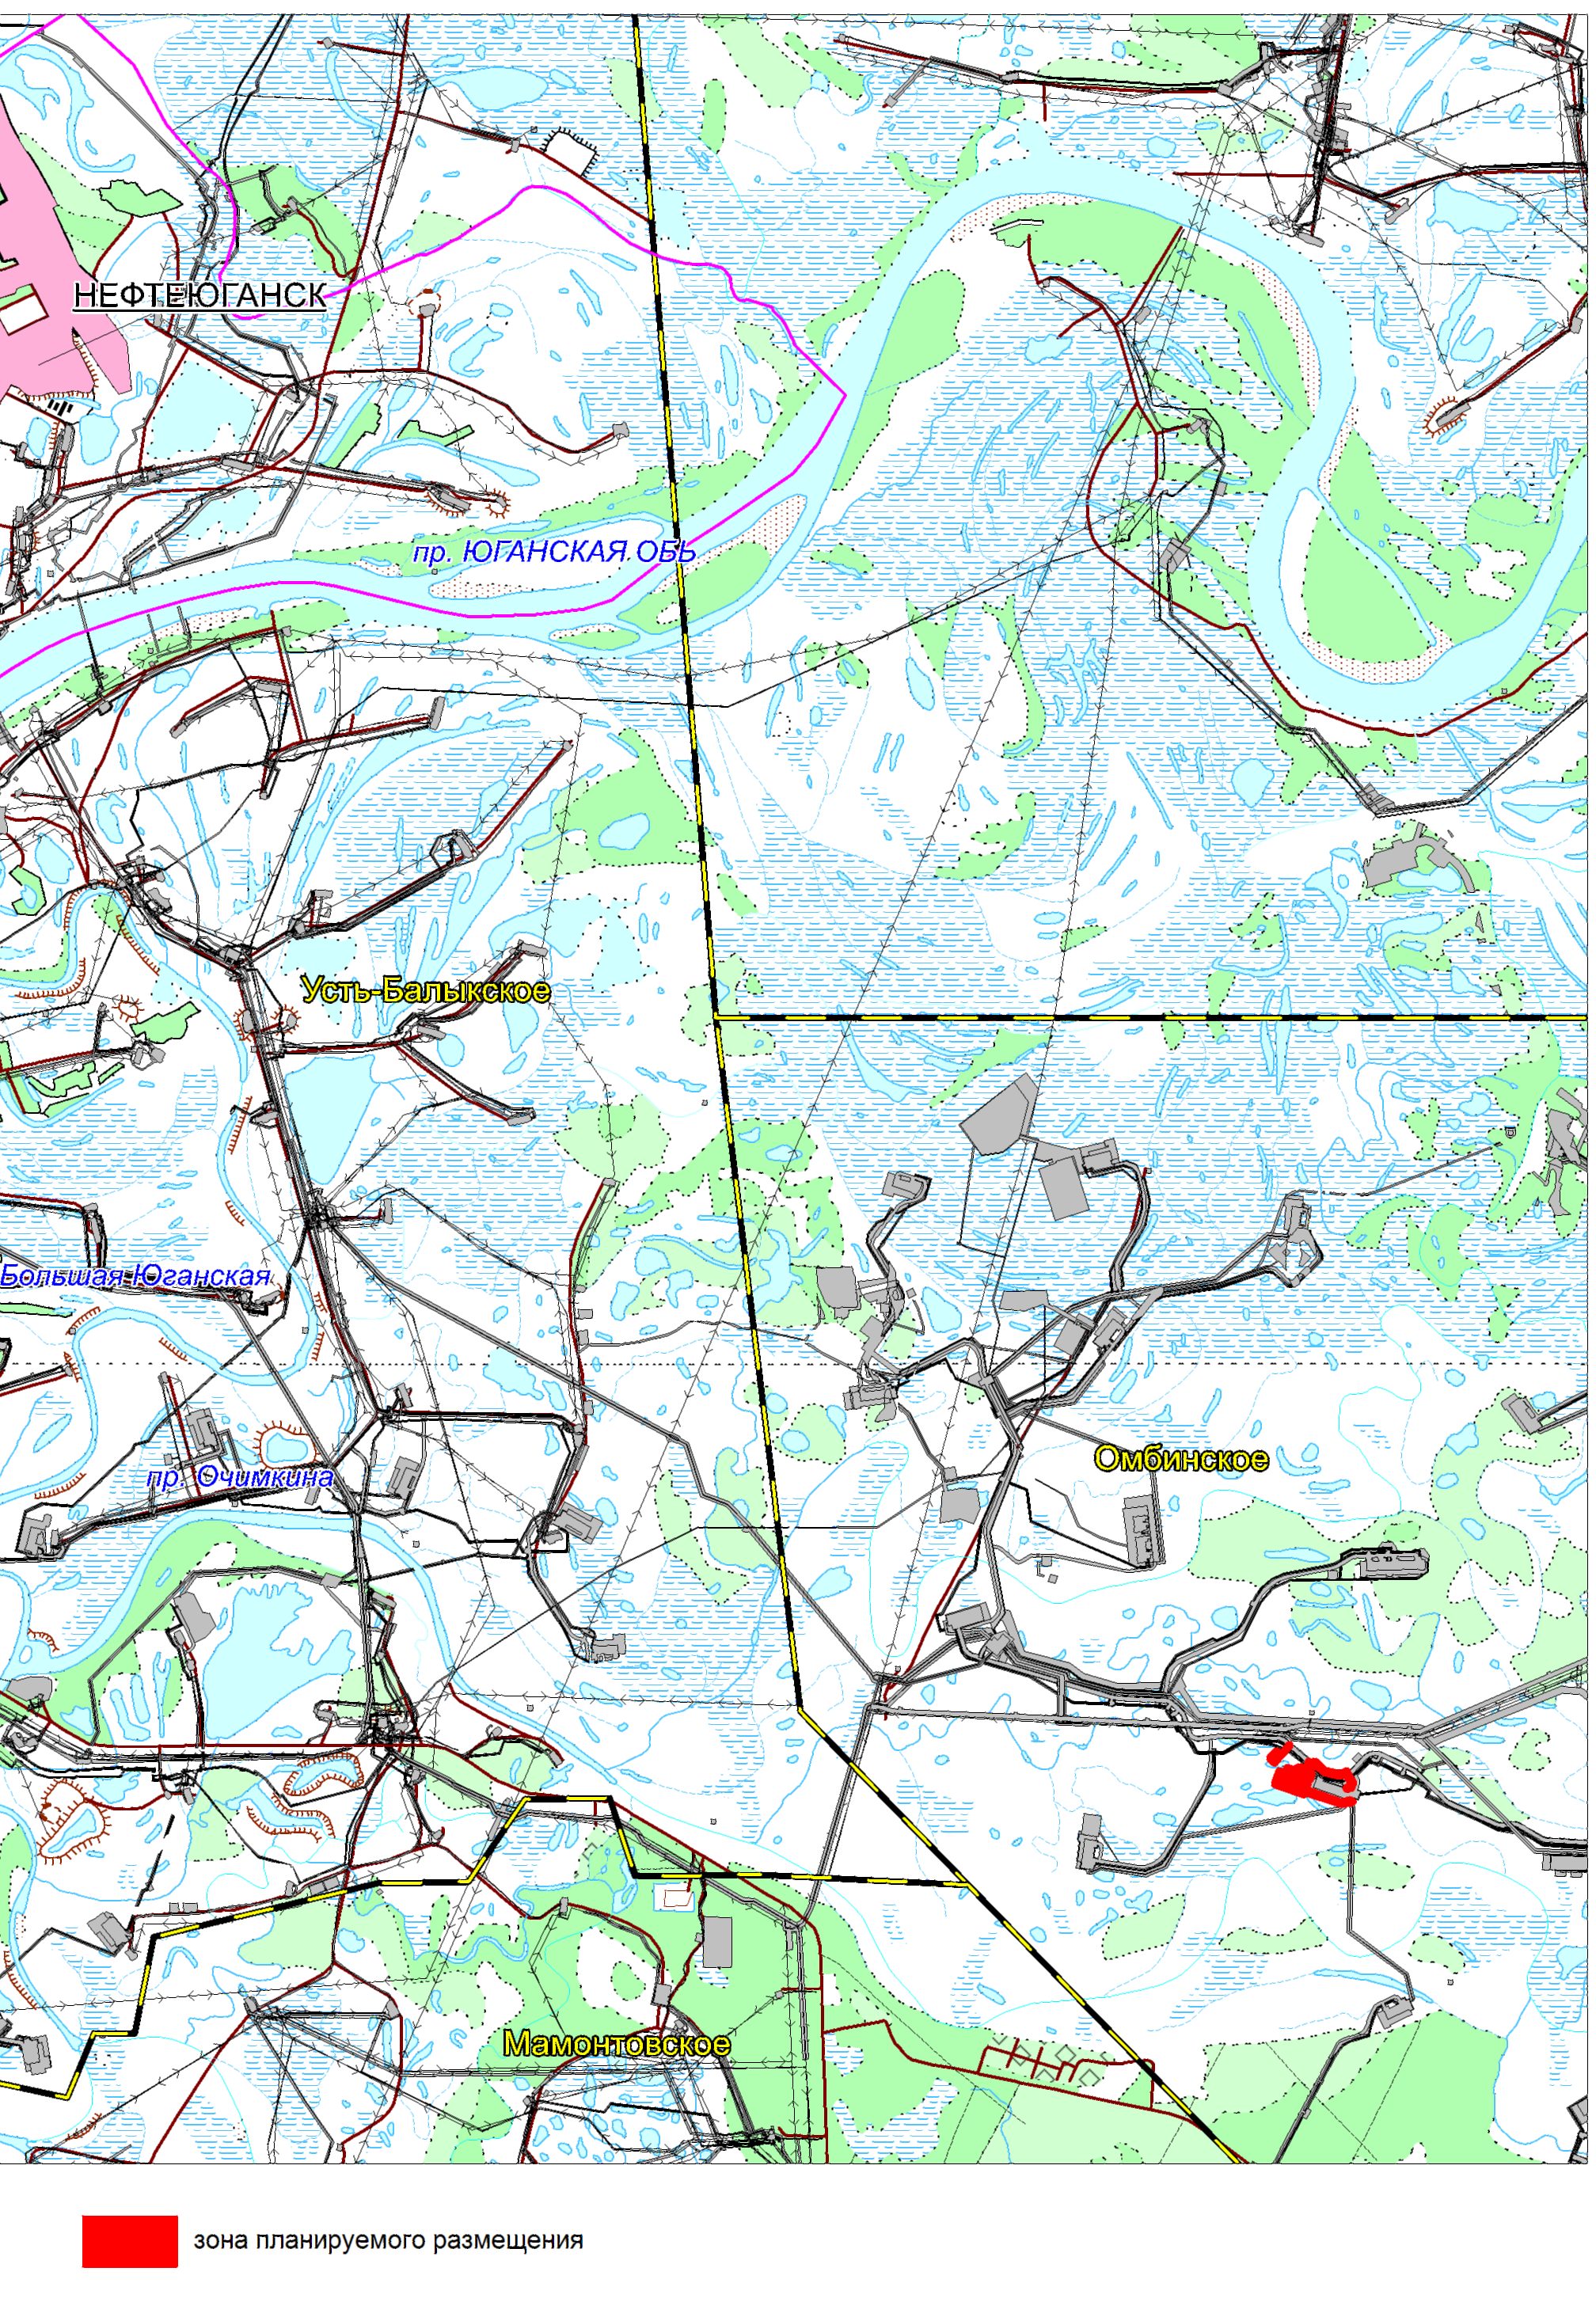 НЕФТЕЮГАНСК
пр. ЮГАНСКАЯ ОБЬ
Усть-Балыкское
Большая Юганская
Омбинское
пр. Очимкина
Мамонтовское
зона планируемого размещения